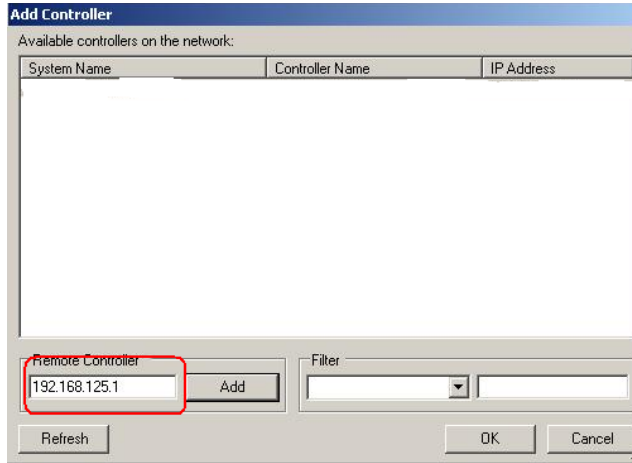 Add Controller
Available controllers on the network:
System Name Controller Name IP Address
Remote Controller Filter
192.168.125.1 Add
Refresh OK Cancel